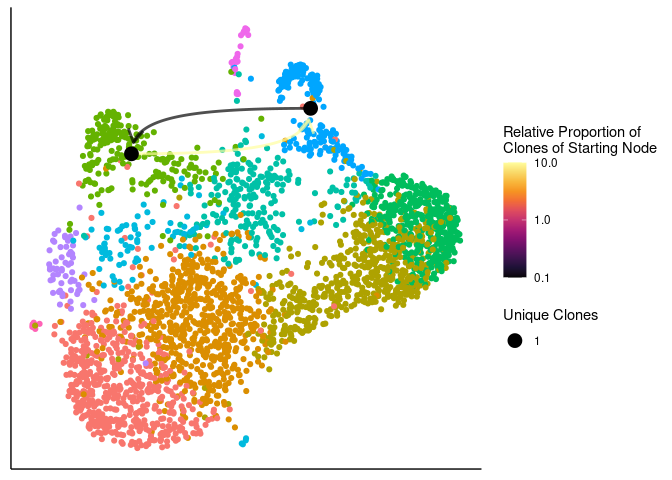 Relative Proportion of
Clones of Starting Node
10.0
1.0
0.1
Unique Clones
1